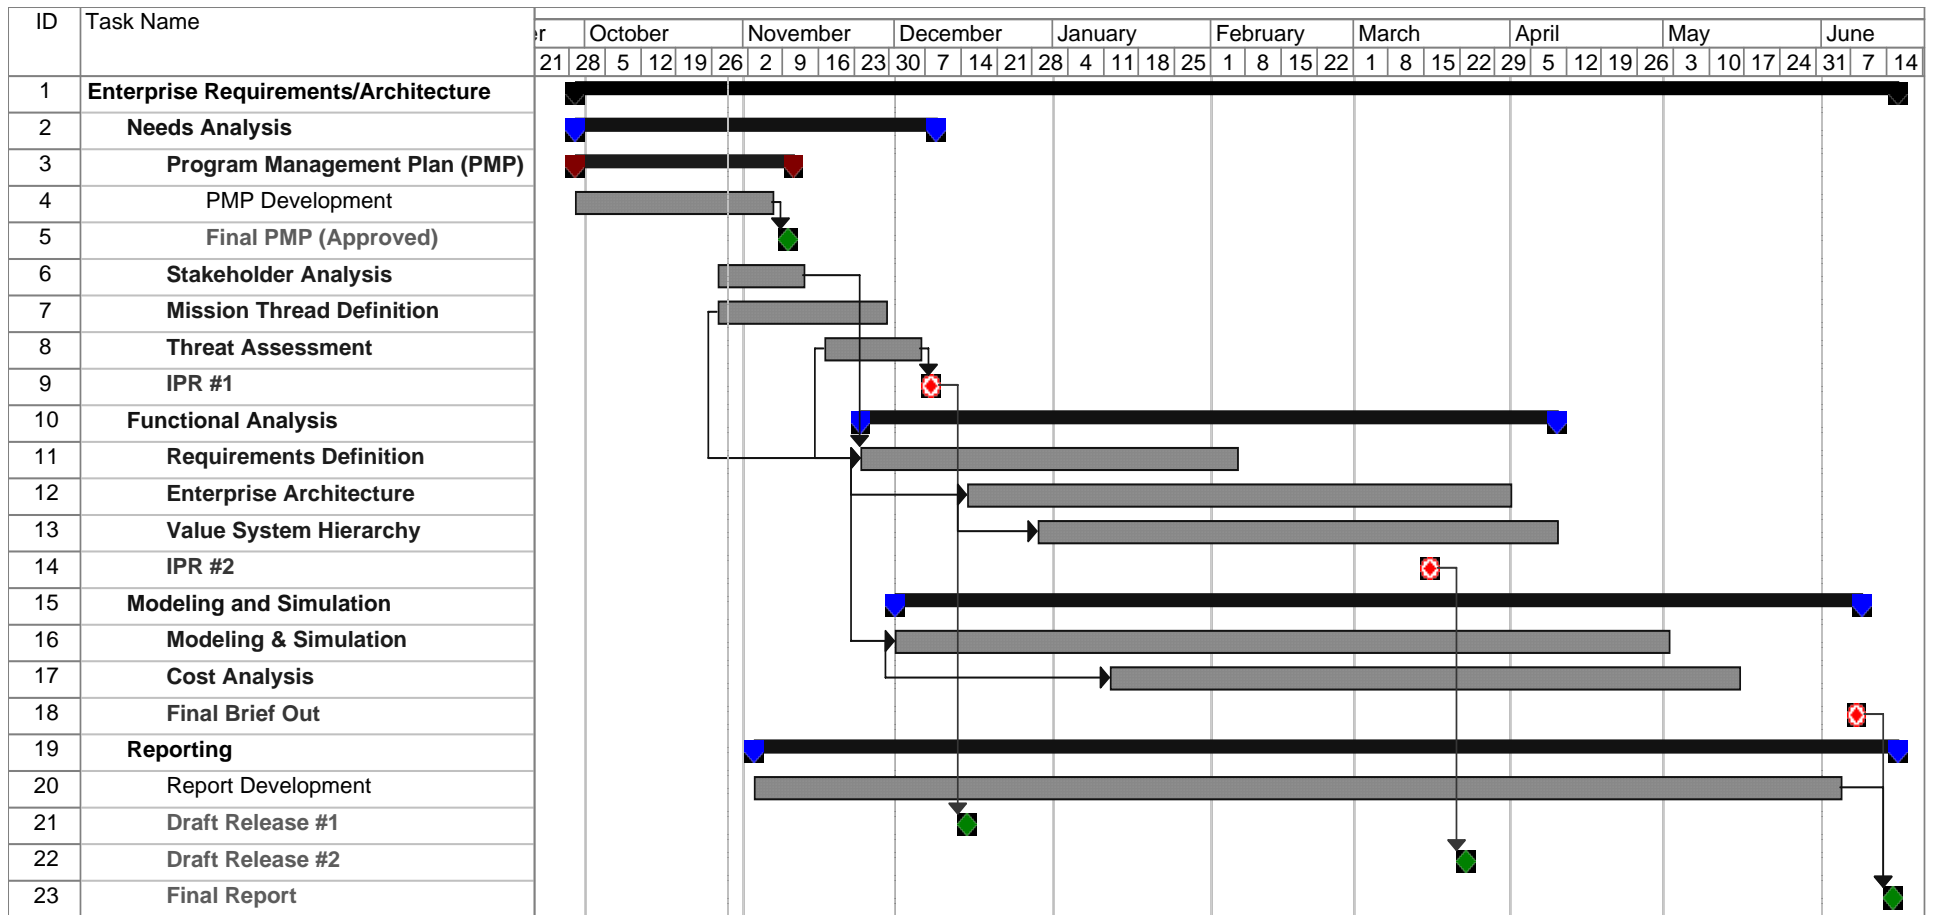 ID Task Name
er October November December January February March April May June
21 28 5 12 19 26 2 9 16 23 30 7 14 21 28 4 11 18 25 1 8 15 22 1 8 15 22 29 5 12 19 26 3 10 17 24 31 7 14
1 Enterprise Requirements/Architecture
2 Needs Analysis
3 Program Management Plan (PMP)
4 PMP Development
5 Final PMP (Approved)
6 Stakeholder Analysis
7 Mission Thread Definition
8 Threat Assessment
9 IPR #1
10 Functional Analysis
11 Requirements Definition
12 Enterprise Architecture
13 Value System Hierarchy
14 IPR #2
15 Modeling and Simulation
16 Modeling & Simulation
17 Cost Analysis
18 Final Brief Out
19 Reporting
20 Report Development
21 Draft Release #1
22 Draft Release #2
23 Final Report